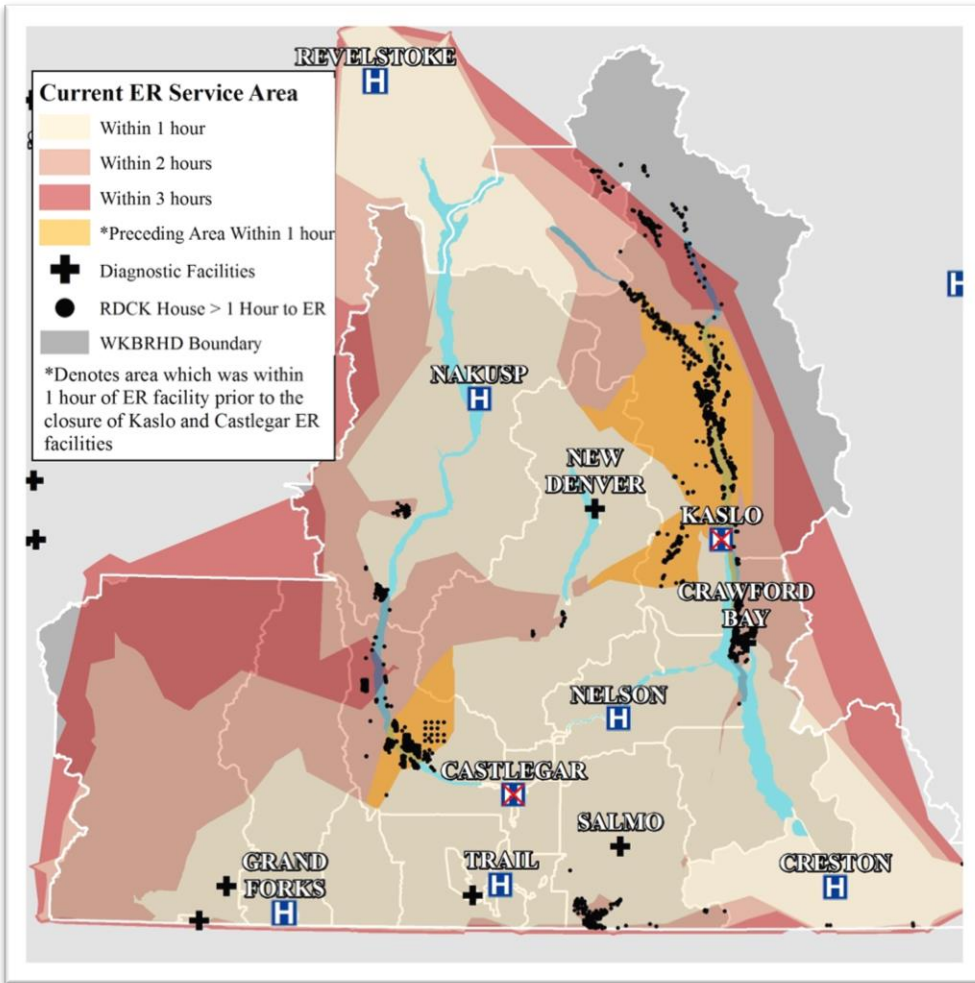 REVELSTOKE
H
Current ER Service Area
Within 1 hour
Within 2 hours
Within 3 hours
*Preceding Area Within 1 hour
Diagnostic Facilities
RDCK House > 1 Hour to ER
WKBRHD Boundary
*Denotes area which was within
1 hour of ER facility prior to the
closure of Kaslo and Castlegar ER
facilities
H
NAKUSP
H
NEW
DENVER
KASLO
H
CRAWFORD
BAY
NELSON
H
CASTLEGAR
H
SALMO
GRAND
FORKS
H
TRAIL
H
CRESTON
H